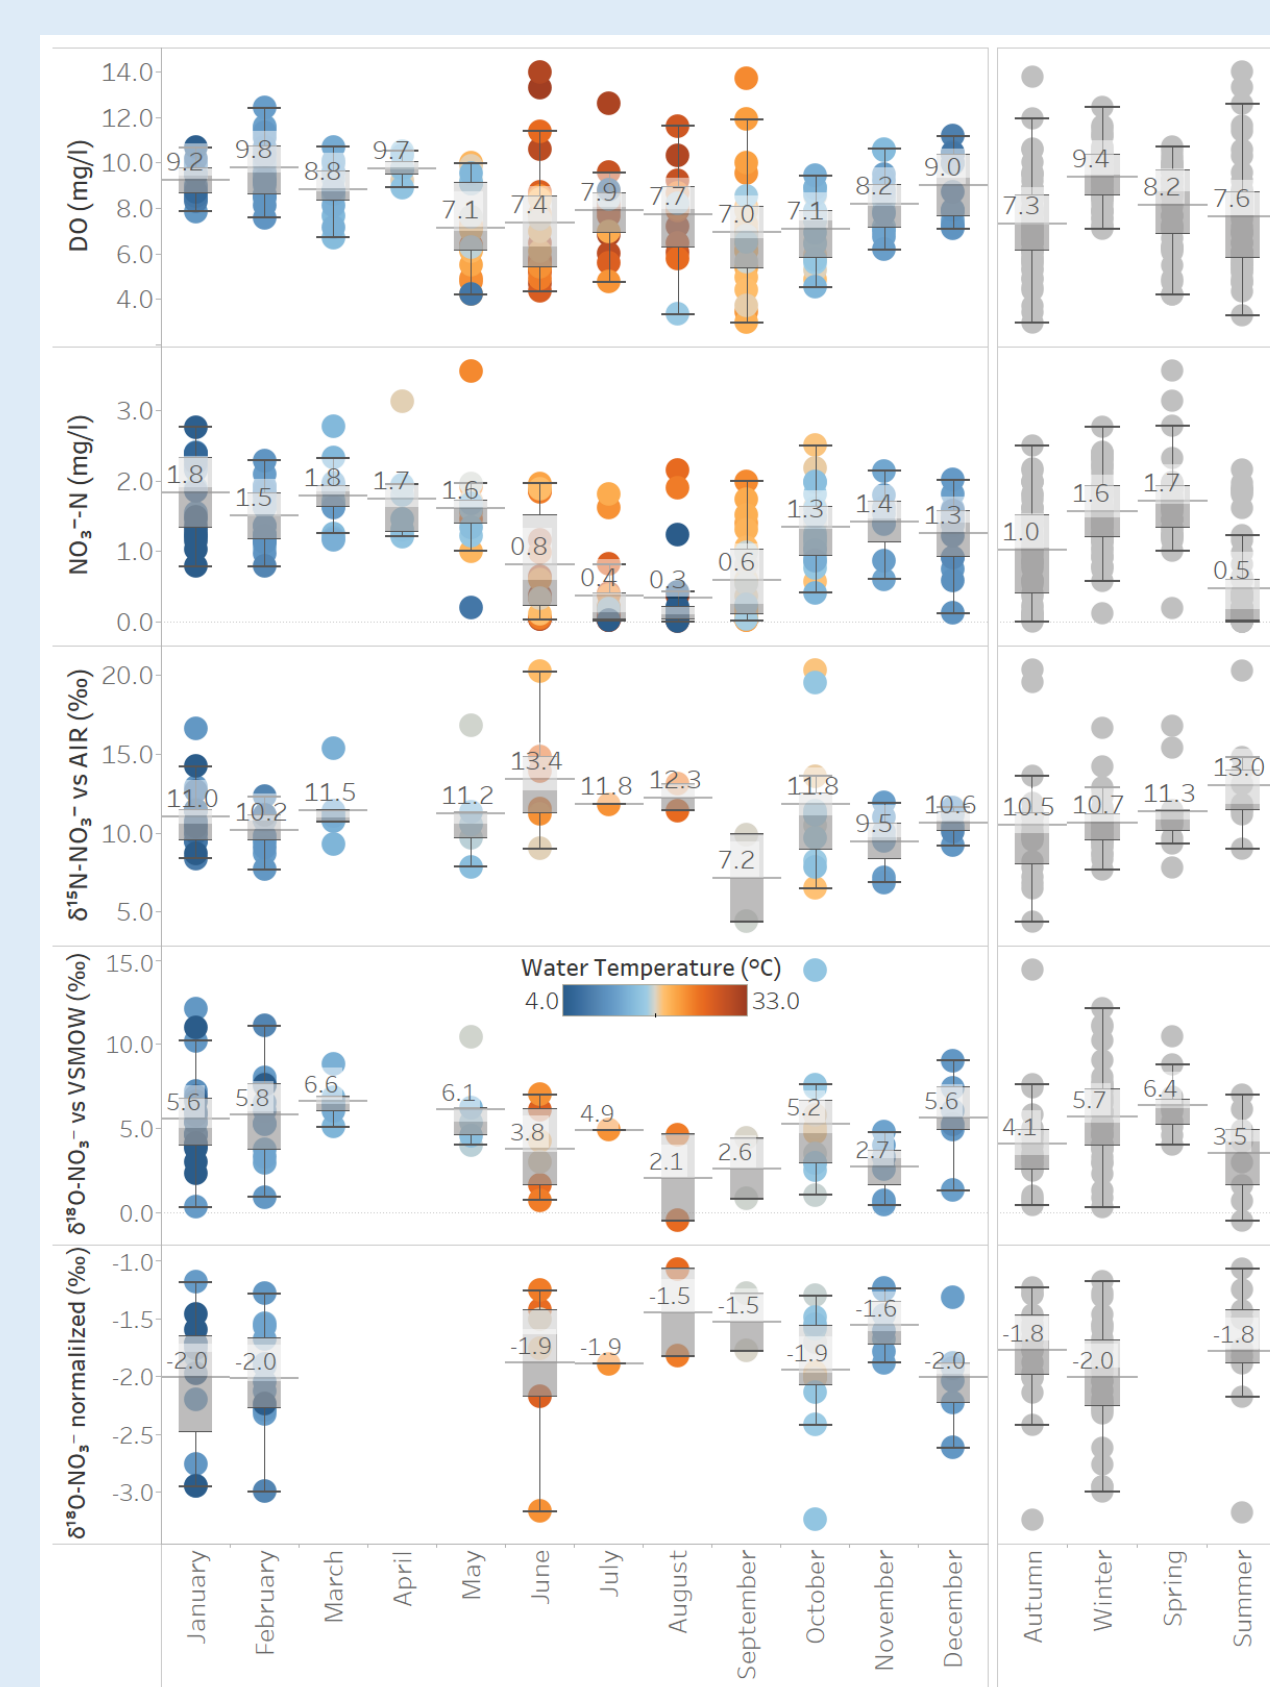 DO (mg/l)
14.0
12.0
10.0
8.0
6.0
4.0
9.2 9.8 8.8 9.7 7.1 7.4 7.9 7.7 7.0 7.1 8.2 9.0 7.3 9.4 8.2 7.6
NO₃⁻-N (mg/l)
3.0
2.0
1.0
0.0
1.8 1.5 1.8 1.7 1.6 0.8 0.4 0.3 0.6 1.3 1.4 1.3 1.0 1.6 1.7 0.5
δ¹⁵N-NO₃⁻ vs AIR (‰)
20.0
15.0
10.0
5.0
11.0 10.2 11.5 11.2 13.4 11.8 12.3 7.2 11.8 9.5 10.6 10.5 10.7 11.3 13.0
δ¹⁸O-NO₃⁻ vs VSMOW (‰)
15.0
10.0
5.0
0.0
Water Temperature (°C)
4.0 33.0
5.6 5.8 6.6 6.1 3.8 4.9 2.1 2.6 5.2 2.7 5.6 4.1 5.7 6.4 3.5
δ¹⁸O-NO₃⁻ normalilzed (‰)
-1.0
-1.5
-2.0
-2.5
-3.0
-2.0 -2.0 -1.9 -1.9 -1.5 -1.5 -1.9 -1.6 -2.0 -1.8 -2.0 -1.8
January February March April May June July August September October November December Autumn Winter Spring Summer